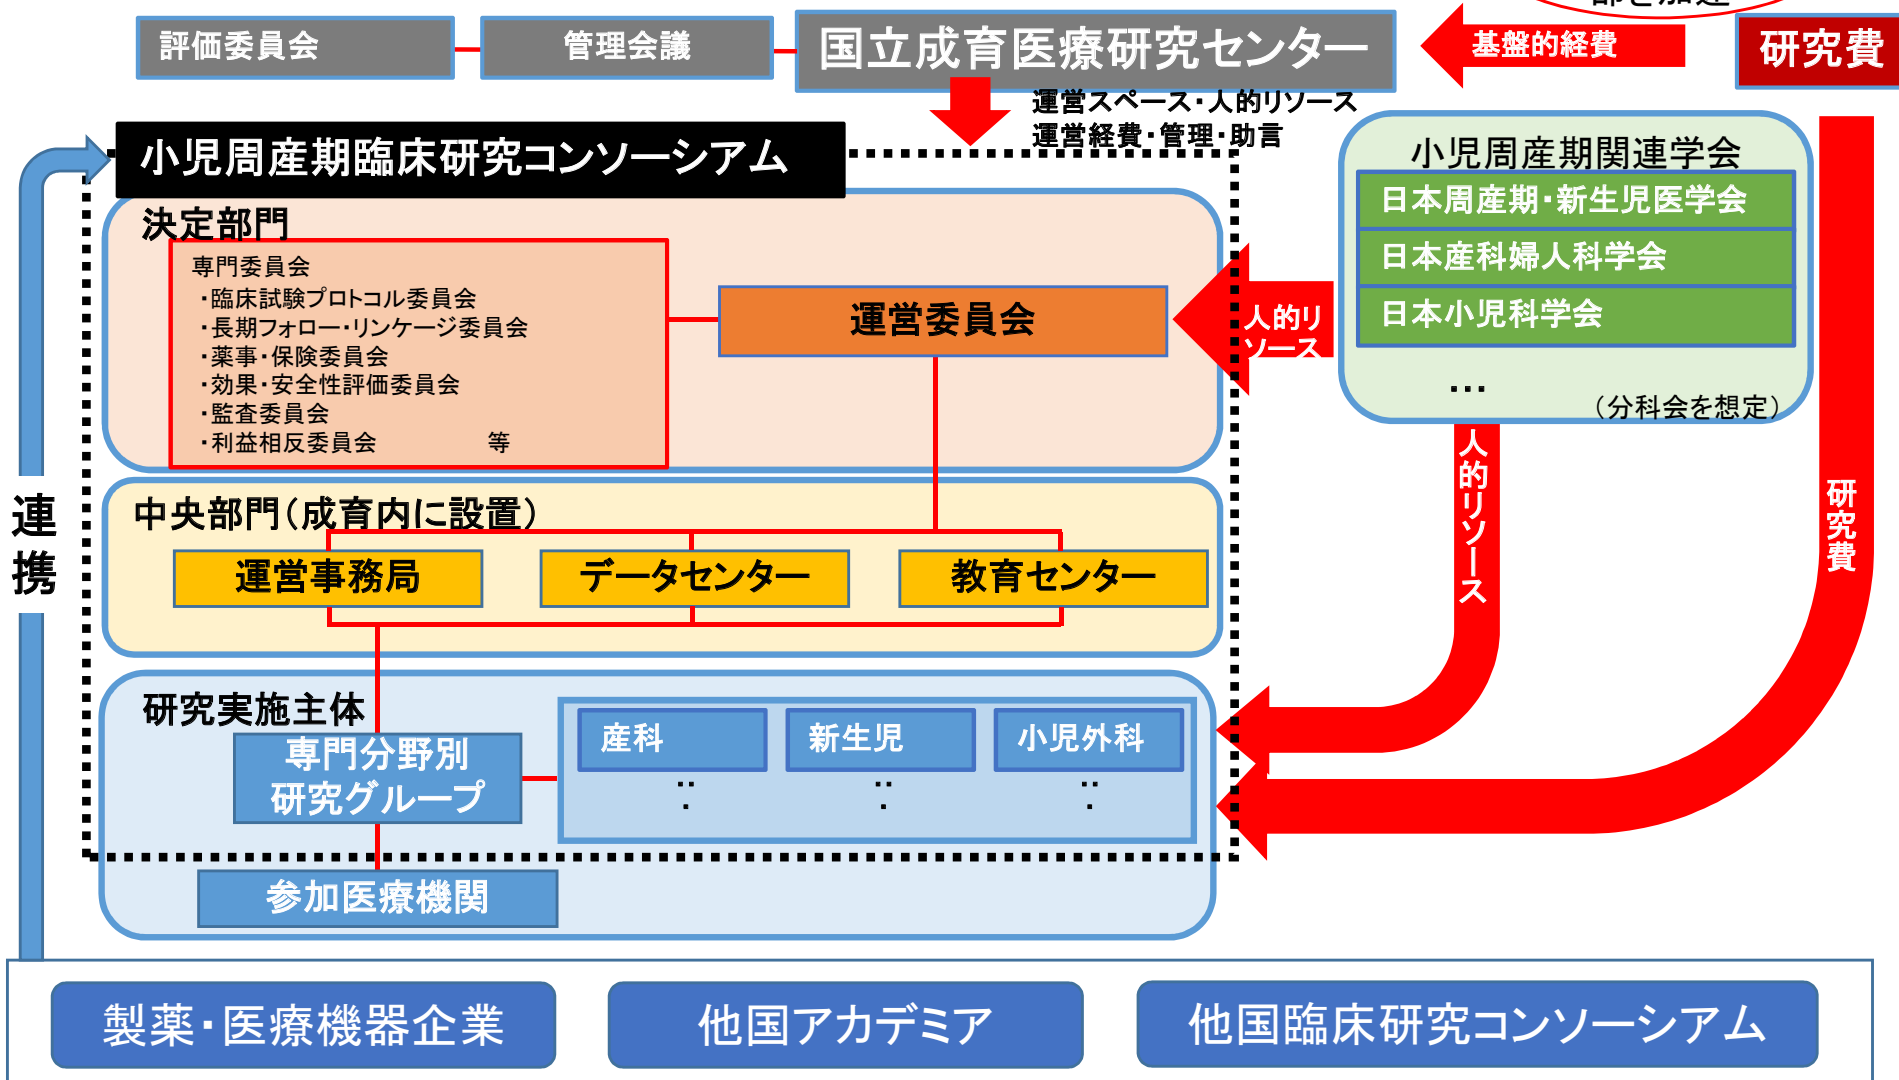 評価委員会
管理会議
国立成育医療研究センター
基盤的経費
研究費
運営スペース・人的リソース
運営経費・管理・助言
小児周産期臨床研究コンソーシアム
決定部門
専門委員会
・臨床試験プロトコル委員会
・長期フォロー・リンケージ委員会
・薬事・保険委員会
・効果・安全性評価委員会
・監査委員会
・利益相反委員会 等
運営委員会
人的リ
ソース
小児周産期関連学会
日本周産期・新生児医学会
日本産科婦人科学会
日本小児科学会
…
（分科会を想定）
人的リソース
研究費
連携
中央部門（成育内に設置）
運営事務局
データセンター
教育センター
研究実施主体
専門分野別
研究グループ
産科
新生児
小児外科
参加医療機関
製薬・医療機器企業
他国アカデミア
他国臨床研究コンソーシアム